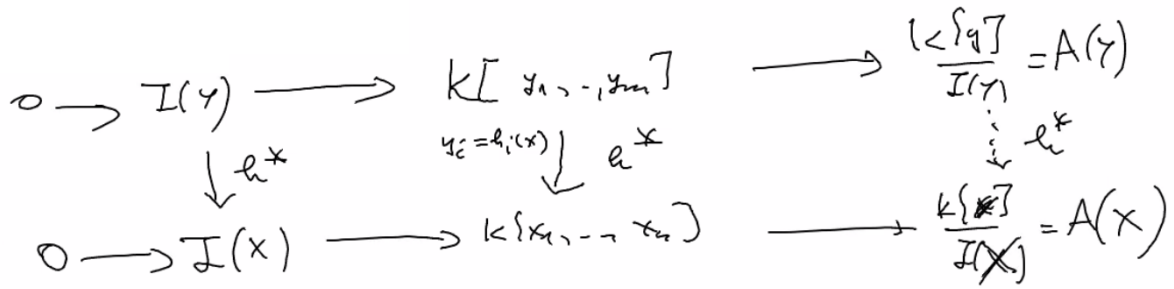 0 → I(Y) → k[y₁, .., yₘ] → k[y]/I(Y) = A(Y)
↓ h* yᵢ = hᵢ(x) ↓ h* ↓ h*
0 → I(X) → k[x₁, .., xₙ] → k[x]/I(X) = A(X)